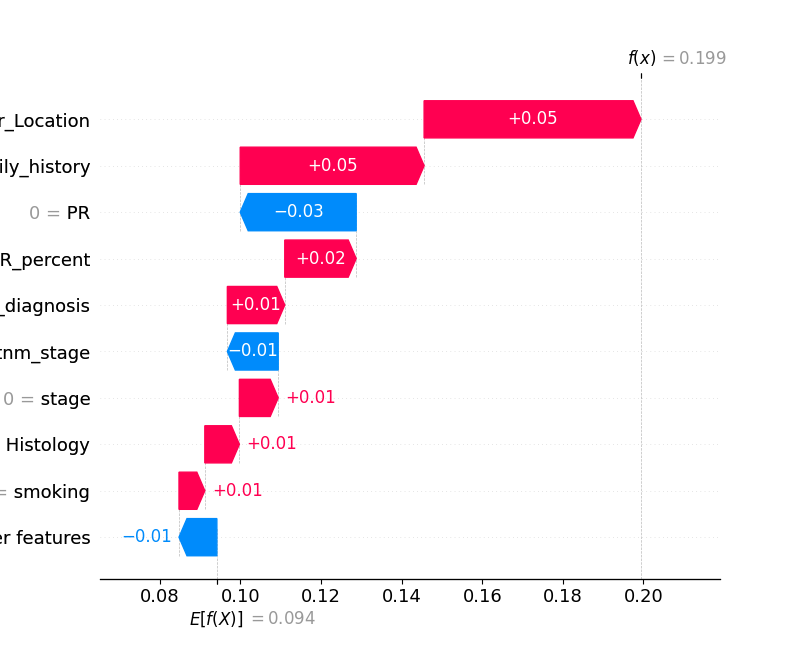 f(x) = 0.199
r_Location
+0.05
ily_history
+0.05
0 = PR
−0.03
R_percent
+0.02
_diagnosis
+0.01
tnm_stage
−0.01
0 = stage
+0.01
Histology
+0.01
= smoking
+0.01
er features
−0.01
0.08 0.10 0.12 0.14 0.16 0.18 0.20
E[f(X)] = 0.094